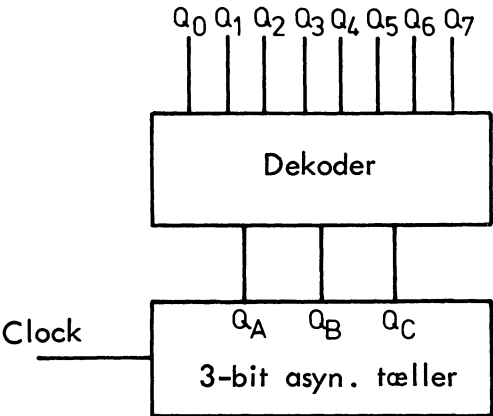 Q0 Q1 Q2 Q3 Q4 Q5 Q6 Q7
Dekoder
QA QB QC
Clock
3-bit asyn. tæller